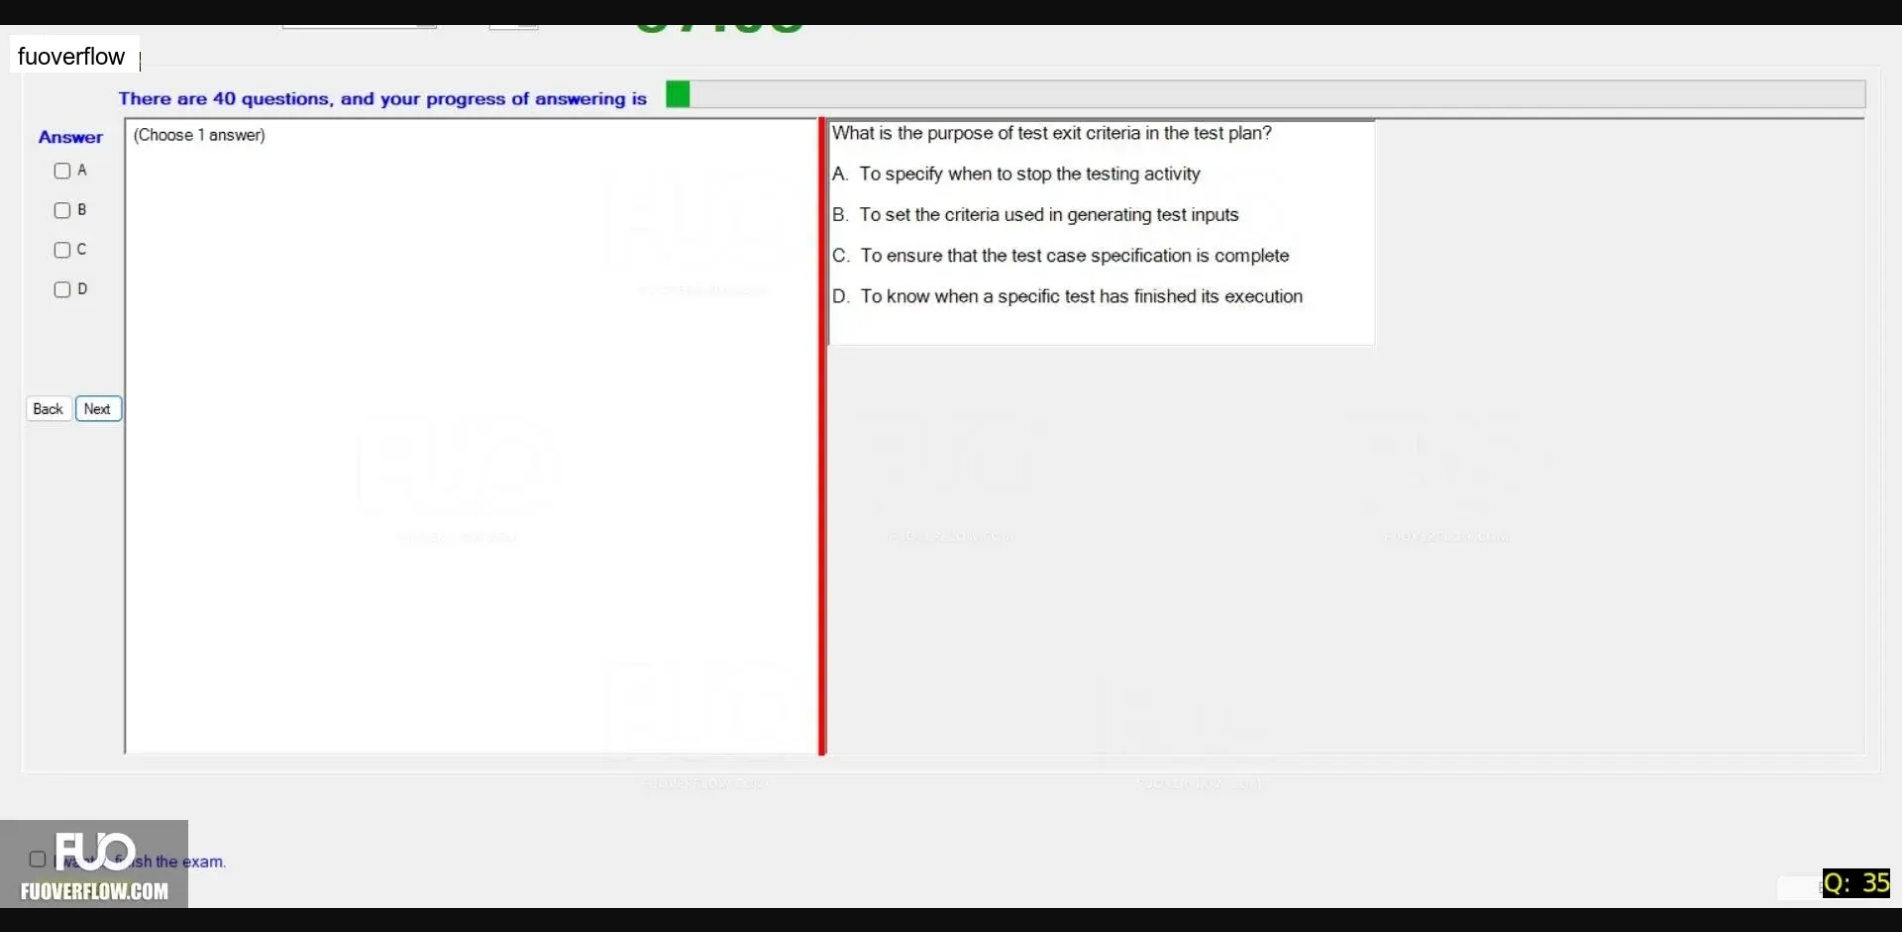 fuoverflow
There are 40 questions, and your progress of answering is
Answer
(Choose 1 answer)
A
B
C
D
Back Next
What is the purpose of test exit criteria in the test plan?
A. To specify when to stop the testing activity
B. To set the criteria used in generating test inputs
C. To ensure that the test case specification is complete
D. To know when a specific test has finished its execution
FUO
the exam.
FUOVERFLOW.COM
Q: 35